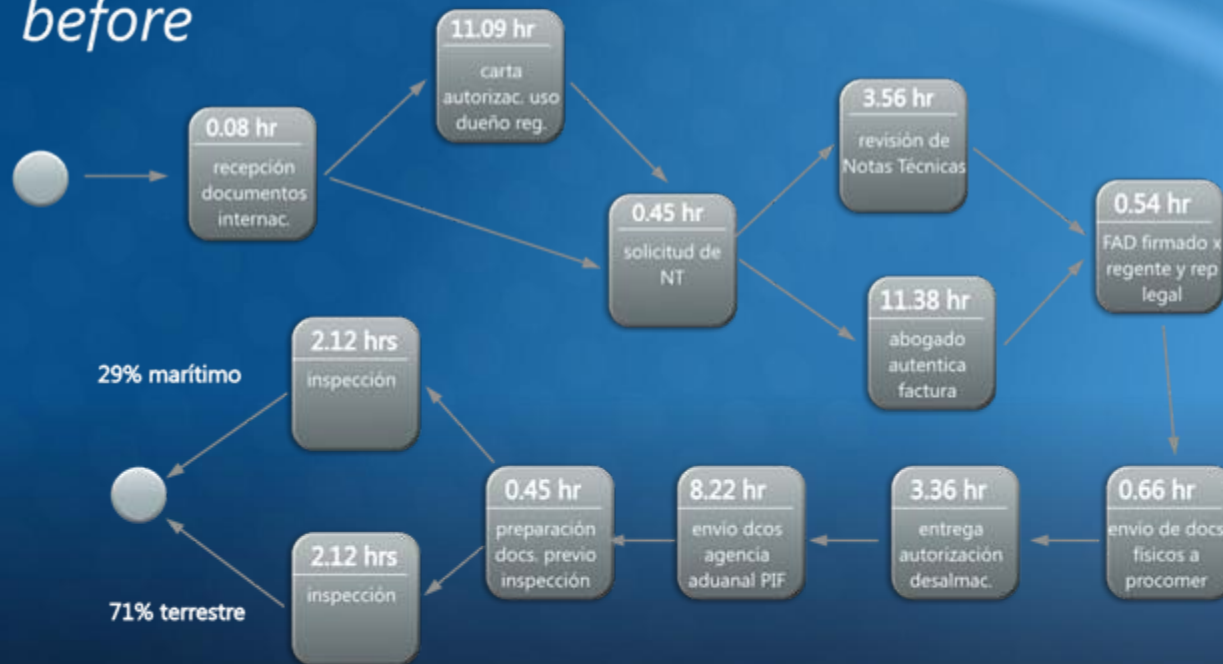 before
0.08 hr
recepción
documentos
internac.
11.09 hr
carta
autorizac. uso
dueño reg.
0.45 hr
solicitud de
NT
3.56 hr
revisión de
Notas Técnicas
11.38 hr
abogado
autentica
factura
0.54 hr
FAD firmado x
regente y rep
legal
0.66 hr
envio de docs
físicos a
procomer
3.36 hr
entrega
autorización
desalmac.
8.22 hr
envio dcos
agencia
aduanal PIF
0.45 hr
preparación
docs. previo
inspección
2.12 hrs
inspección
29% marítimo
2.12 hrs
inspección
71% terrestre